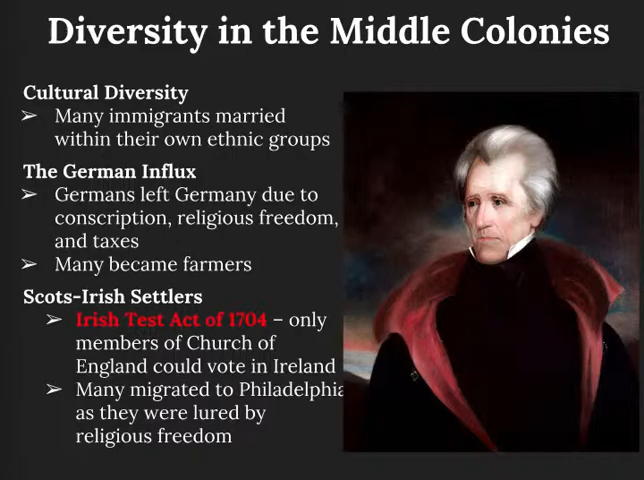 Diversity in the Middle Colonies
Cultural Diversity
➢ Many immigrants married
within their own ethnic groups
The German Influx
➢ Germans left Germany due to
conscription, religious freedom,
and taxes
➢ Many became farmers
Scots-Irish Settlers
➢ Irish Test Act of 1704 – only
members of Church of
England could vote in Ireland
➢ Many migrated to Philadelphia
as they were lured by
religious freedom